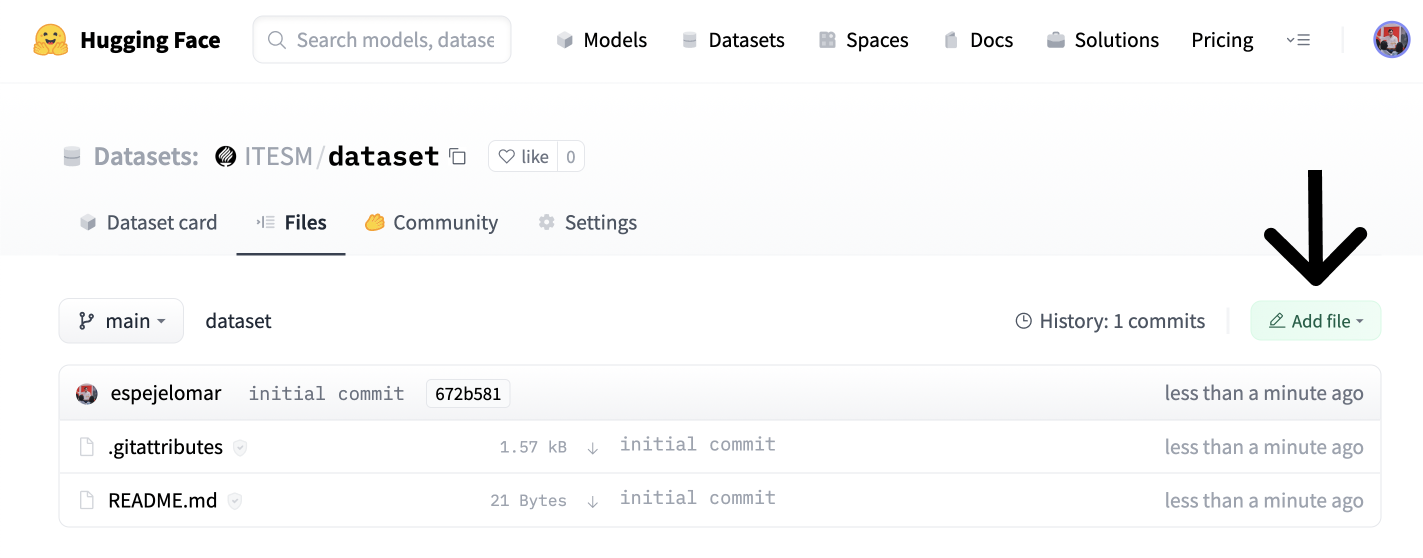 Hugging Face Search models, datase Models Datasets Spaces Docs Solutions Pricing
Datasets: ITESM/dataset like 0
Dataset card Files Community Settings
main dataset History: 1 commits Add file
espejelomar initial commit 672b581 less than a minute ago
.gitattributes 1.57 kB initial commit less than a minute ago
README.md 21 Bytes initial commit less than a minute ago